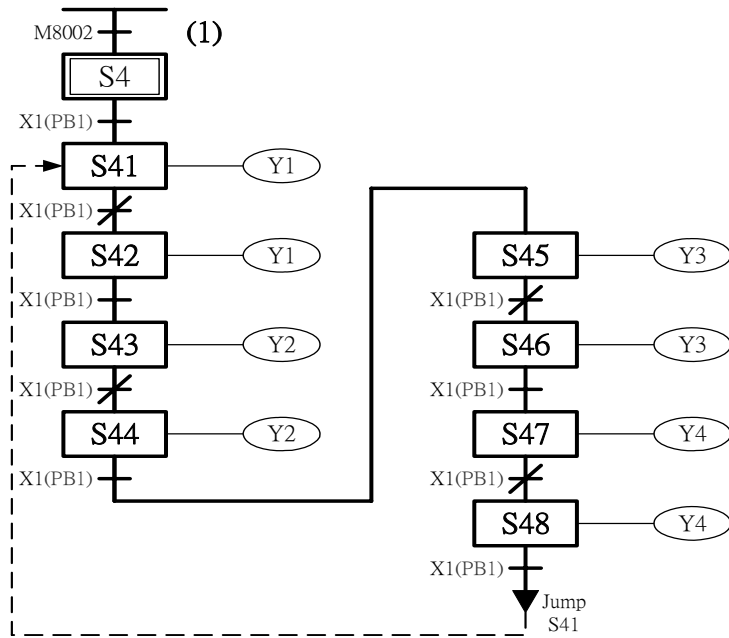 M8002
(1)
S4
X1(PB1)
S41
Y1
X1(PB1)
S42
Y1
X1(PB1)
S43
Y2
X1(PB1)
S44
Y2
X1(PB1)
S45
Y3
X1(PB1)
S46
Y3
X1(PB1)
S47
Y4
X1(PB1)
S48
Y4
X1(PB1)
Jump
S41